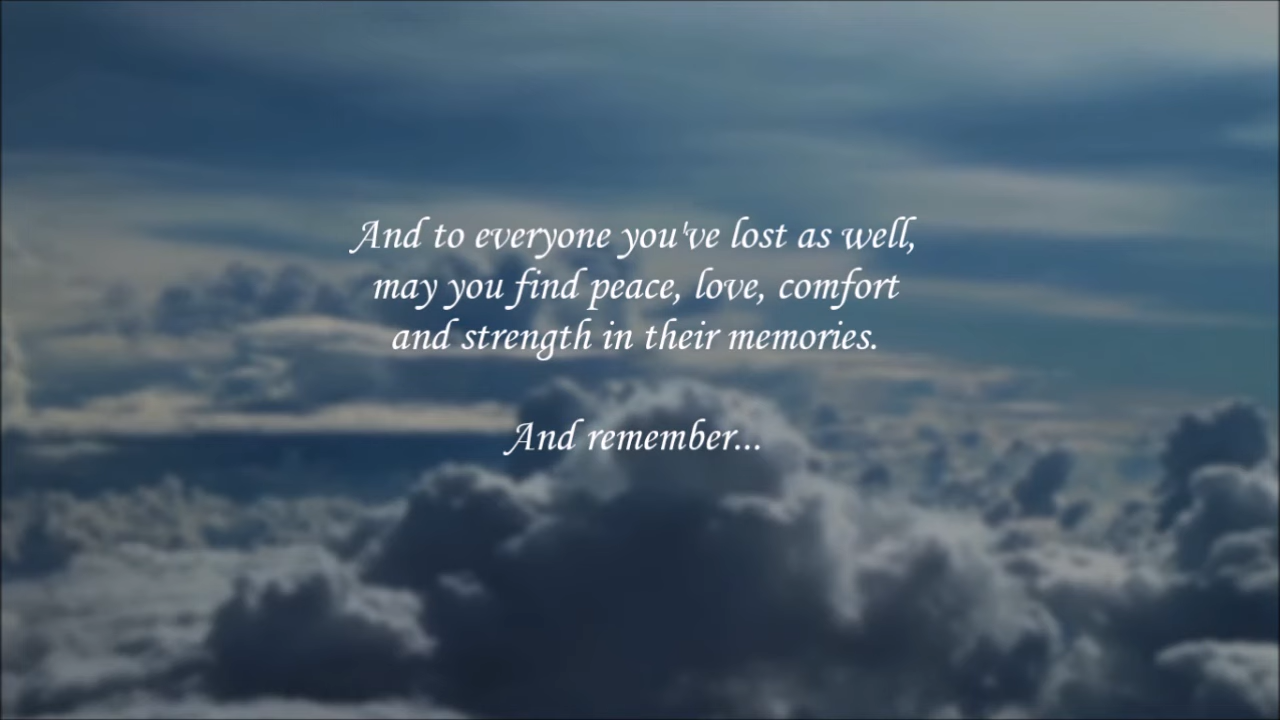 And to everyone you've lost as well,
may you find peace, love, comfort
and strength in their memories.
And remember...